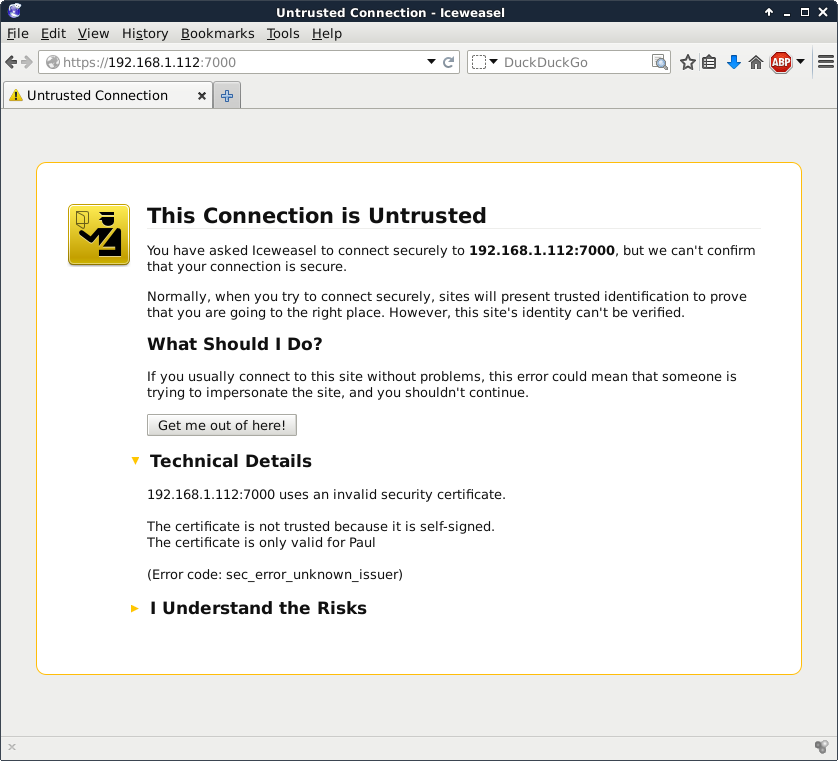 Untrusted Connection - Iceweasel
File Edit View History Bookmarks Tools Help
https://192.168.1.112:7000
DuckDuckGo
ABP
Untrusted Connection
This Connection is Untrusted
You have asked Iceweasel to connect securely to 192.168.1.112:7000, but we can't confirm
that your connection is secure.
Normally, when you try to connect securely, sites will present trusted identification to prove
that you are going to the right place. However, this site's identity can't be verified.
What Should I Do?
If you usually connect to this site without problems, this error could mean that someone is
trying to impersonate the site, and you shouldn't continue.
Get me out of here!
Technical Details
192.168.1.112:7000 uses an invalid security certificate.
The certificate is not trusted because it is self-signed.
The certificate is only valid for Paul
(Error code: sec_error_unknown_issuer)
I Understand the Risks